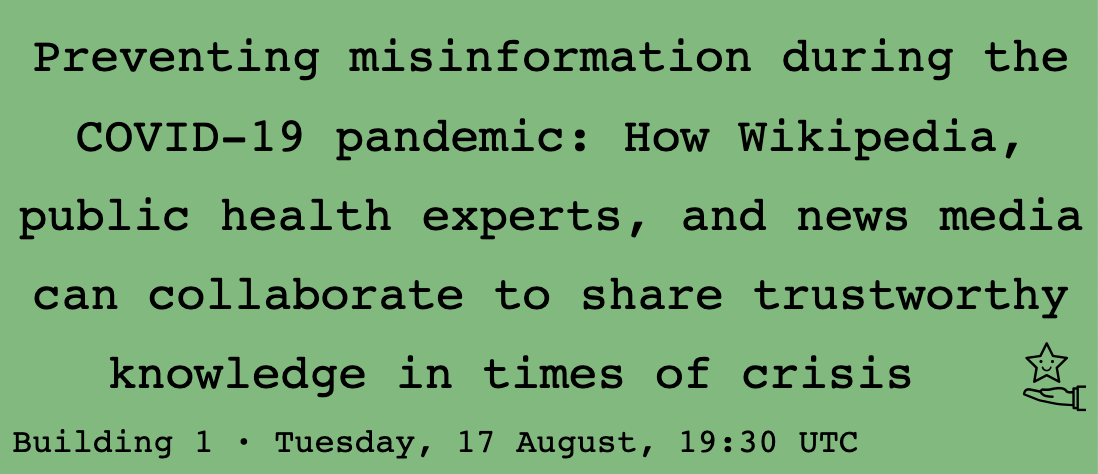 Preventing misinformation during the
COVID-19 pandemic: How Wikipedia,
public health experts, and news media
can collaborate to share trustworthy
knowledge in times of crisis
Building 1 · Tuesday, 17 August, 19:30 UTC